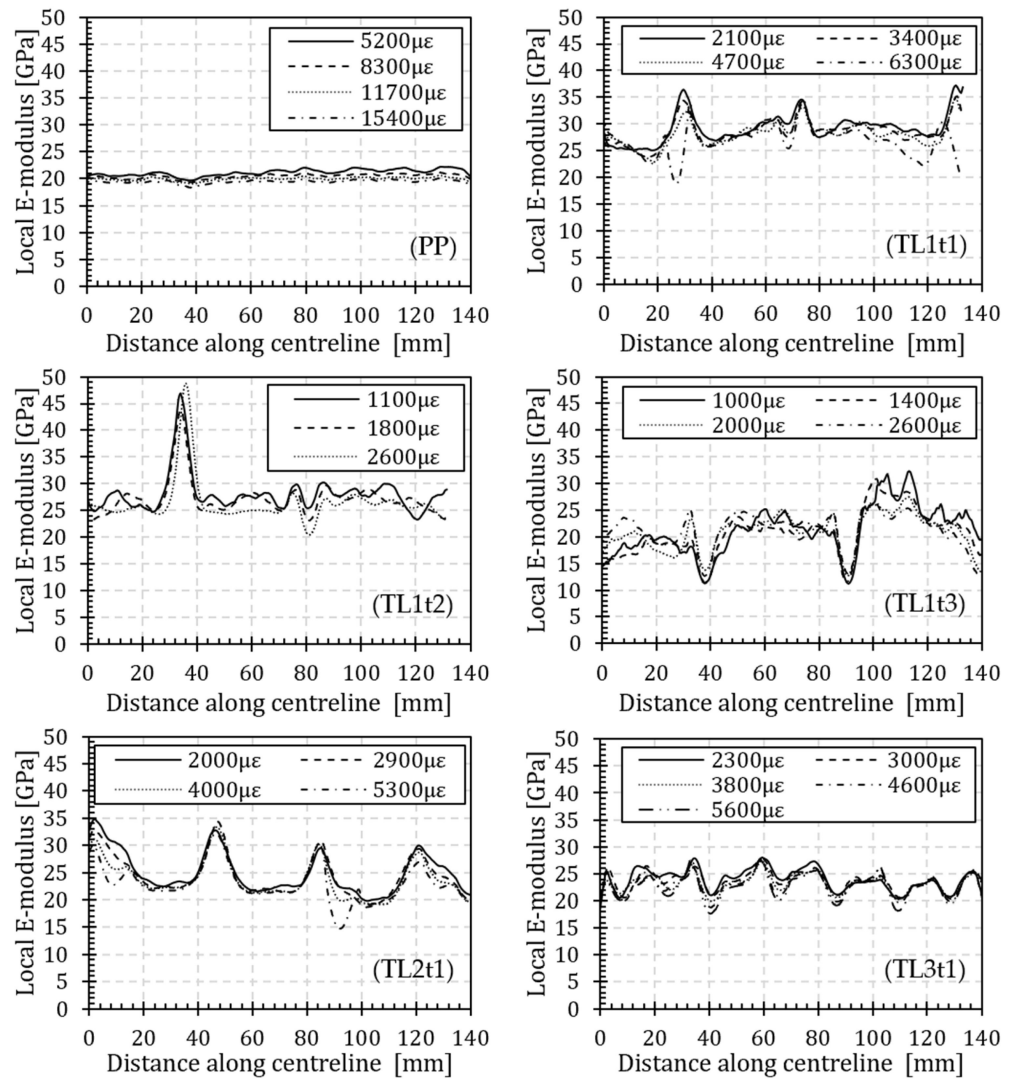 Local E-modulus [GPa]
50
45
40
35
30
25
20
15
10
5
0
5200με
8300με
11700με
15400με
(PP)
0 20 40 60 80 100 120 140
Distance along centreline [mm]
Local E-modulus [GPa]
50
45
40
35
30
25
20
15
10
5
0
2100με 3400με
4700με 6300με
(TL1t1)
0 20 40 60 80 100 120 140
Distance along centreline [mm]
Local E-modulus [GPa]
50
45
40
35
30
25
20
15
10
5
0
1100με
1800με
2600με
(TL1t2)
0 20 40 60 80 100 120 140
Distance along centreline [mm]
Local E-modulus [GPa]
50
45
40
35
30
25
20
15
10
5
0
1000με 1400με
2000με 2600με
(TL1t3)
0 20 40 60 80 100 120 140
Distance along centreline [mm]
Local E-modulus [GPa]
50
45
40
35
30
25
20
15
10
5
0
2000με 2900με
4000με 5300με
(TL2t1)
0 20 40 60 80 100 120 140
Distance along centreline [mm]
Local E-modulus [GPa]
50
45
40
35
30
25
20
15
10
5
0
2300με 3000με
3800με 4600με
5600με
(TL3t1)
0 20 40 60 80 100 120 140
Distance along centreline [mm]